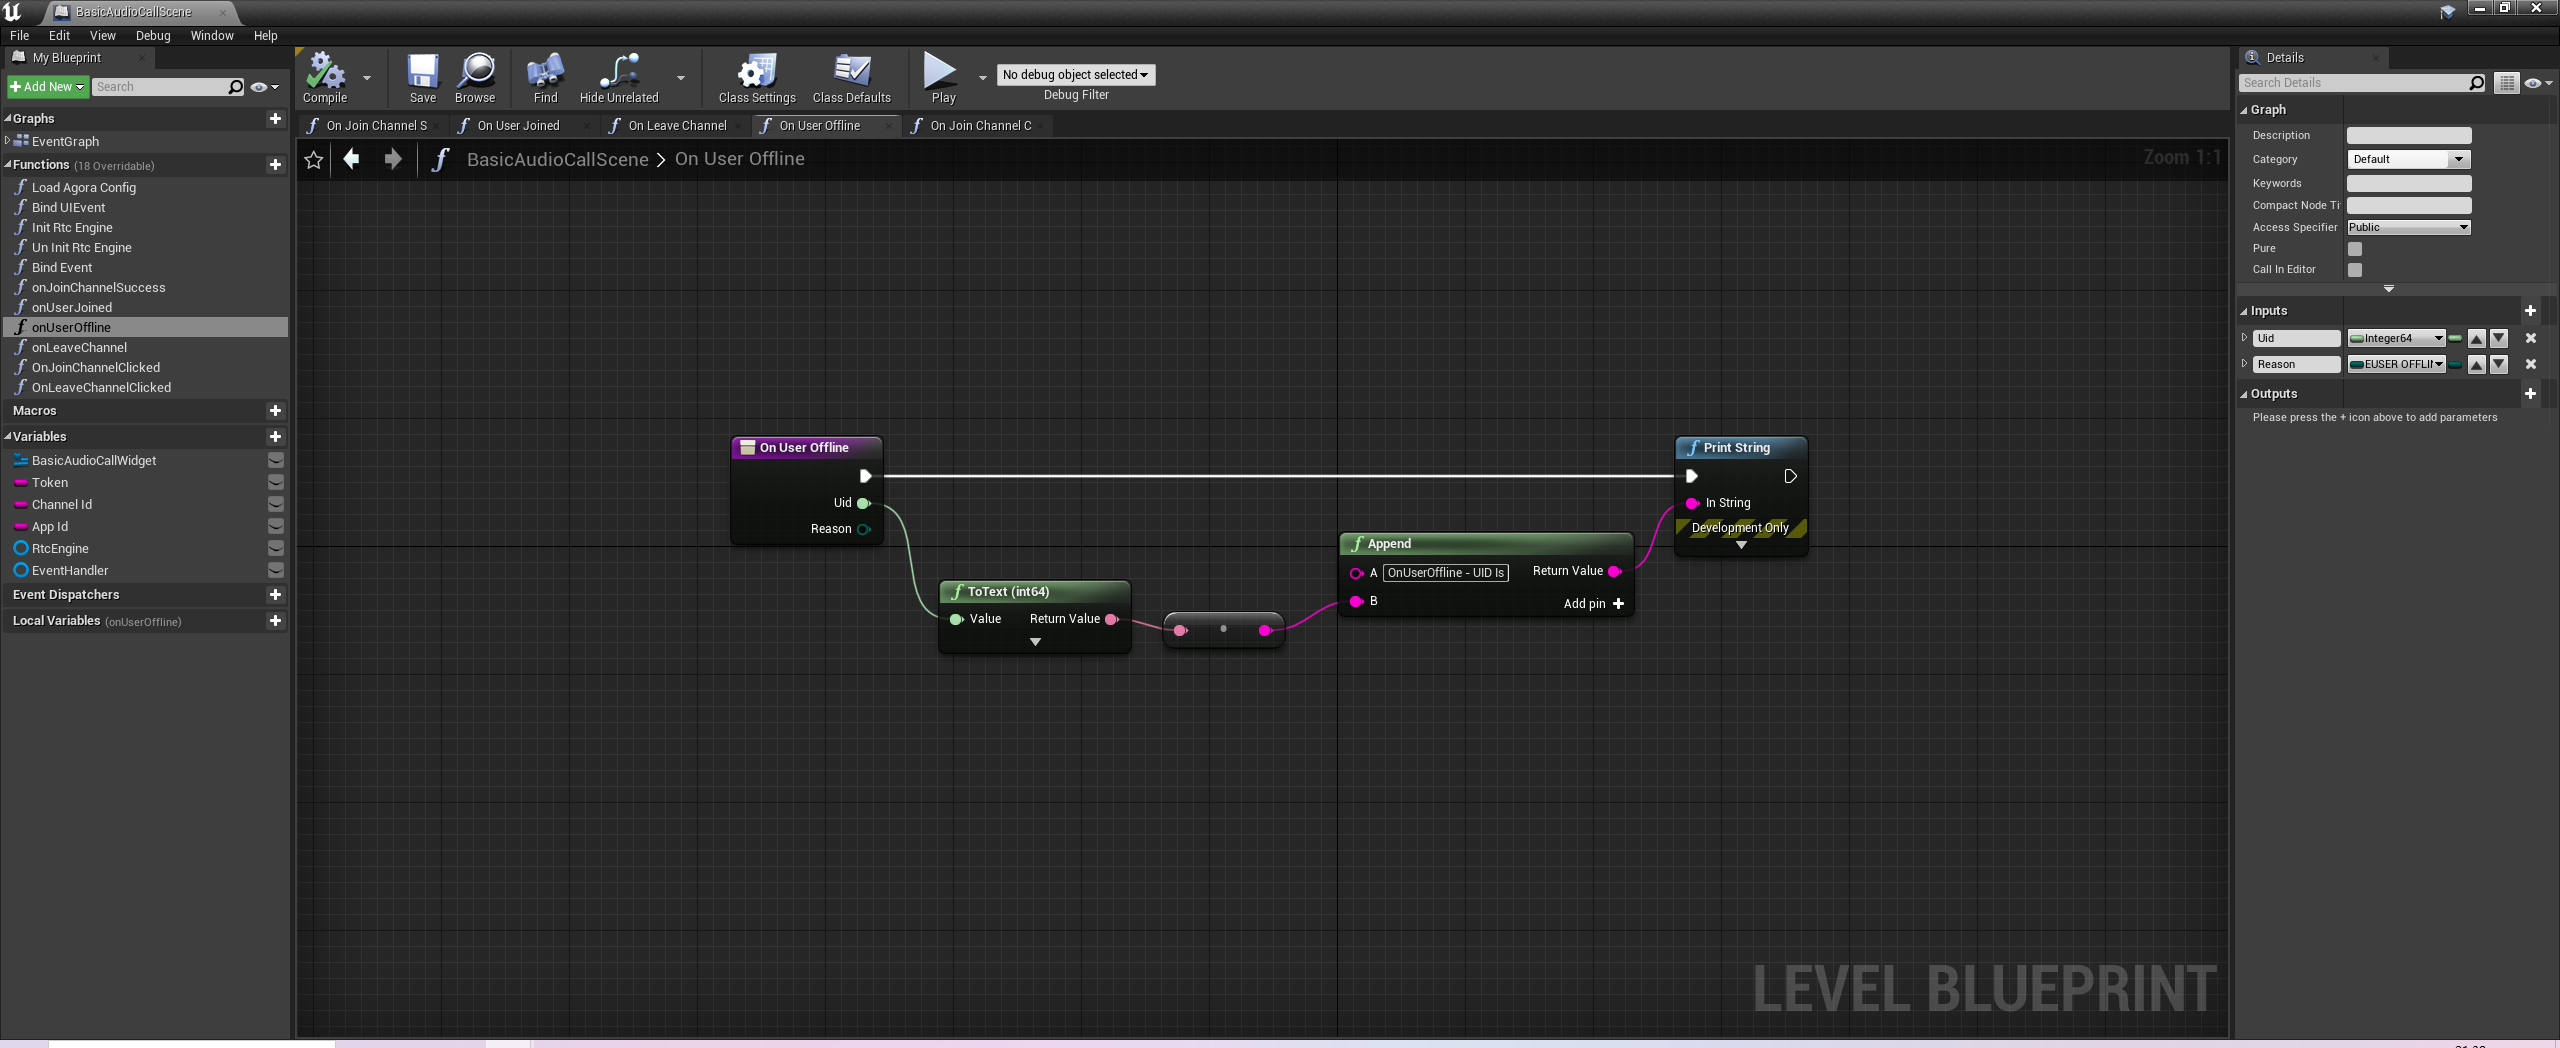 BasicAudioCallScene
File Edit View Debug Window Help
My Blueprint
Add New Search
Graphs
EventGraph
Functions (18 Overridable)
Load Agora Config
Bind UIEvent
Init Rtc Engine
Un Init Rtc Engine
Bind Event
onJoinChannelSuccess
onUserJoined
onUserOffline
onLeaveChannel
OnJoinChannelClicked
OnLeaveChannelClicked
Macros
Variables
BasicAudioCallWidget
Token
Channel Id
App Id
RtcEngine
EventHandler
Event Dispatchers
Local Variables (onUserOffline)
Compile Save Browse Find Hide Unrelated Class Settings Class Defaults Play
No debug object selected
Debug Filter
On Join Channel S On User Joined On Leave Channel On User Offline On Join Channel C
BasicAudioCallScene > On User Offline
Zoom 1:1
On User Offline
Uid
Reason
ToText (int64)
Value Return Value
Append
A OnUserOffline - UID Is Return Value
B Add pin +
Print String
In String
Development Only
LEVEL BLUEPRINT
Details
Search Details
Graph
Description
Category Default
Keywords
Compact Node Ti
Access Specifier Public
Pure
Call In Editor
Inputs
Uid Integer64
Reason EUSER OFFLIN
Outputs
Please press the + icon above to add parameters